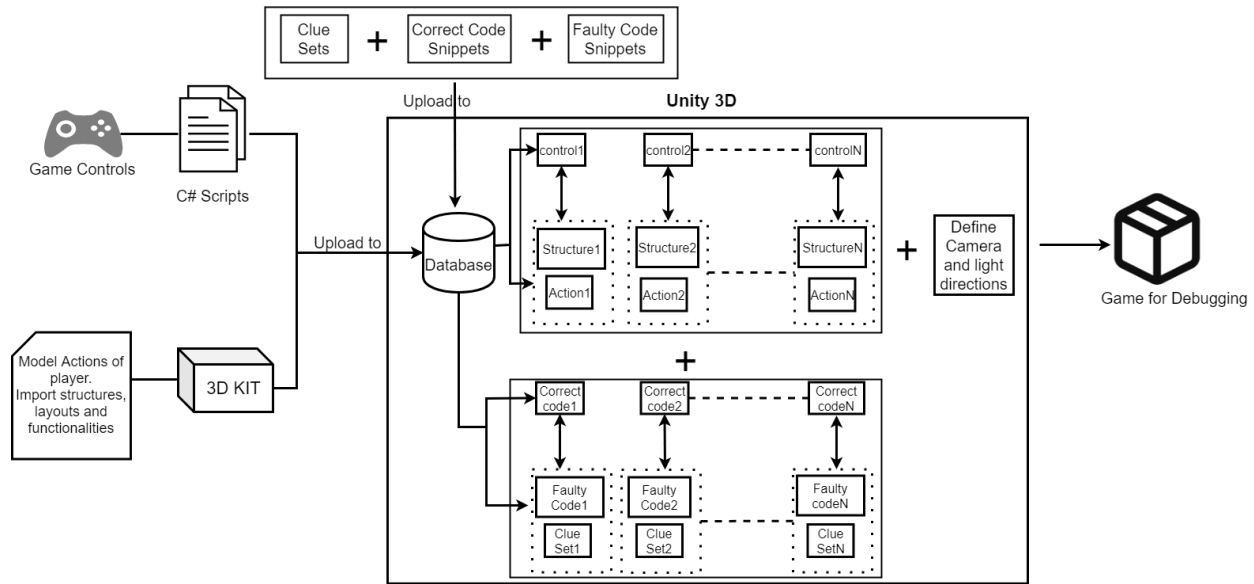 Clue
Sets
+
Correct Code
Snippets
+
Faulty Code
Snippets
Upload to
Unity 3D
Game Controls
C# Scripts
Upload to
Database
control1
control2
controlN
Structure1
Structure2
StructureN
Action1
Action2
ActionN
+
Define
Camera
and light
directions
Game for Debugging
Model Actions of
player.
Import structures,
layouts and
functionalities
3D KIT
+
Correct
code1
Correct
code2
Correct
codeN
Faulty
Code1
Faulty
Code2
Faulty
codeN
Clue
Set1
Clue
Set2
Clue
SetN